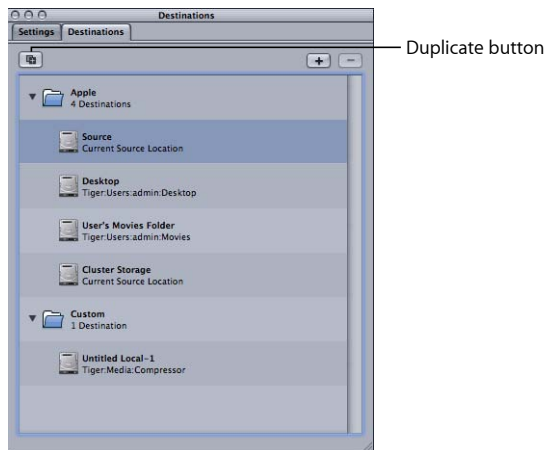 Destinations
Settings Destinations
Duplicate button
Apple
4 Destinations
Source
Current Source Location
Desktop
Tiger:Users:admin:Desktop
User's Movies Folder
Tiger:Users:admin:Movies
Cluster Storage
Current Source Location
Custom
1 Destination
Untitled Local-1
Tiger:Media:Compressor